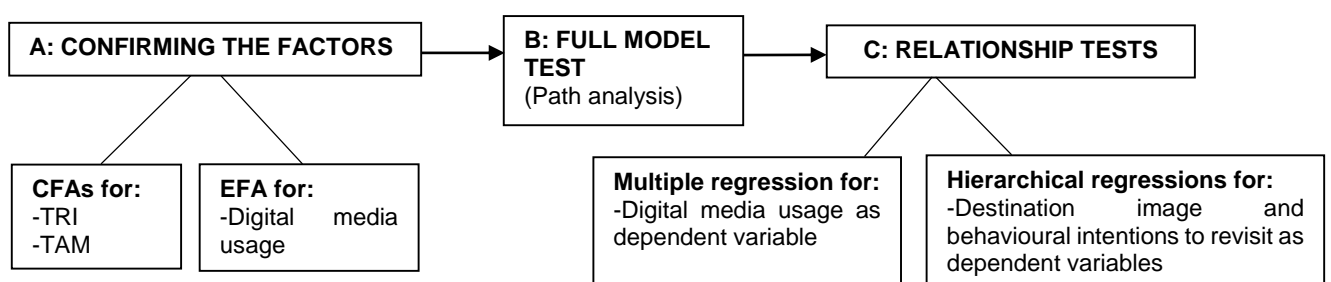 A: CONFIRMING THE FACTORS
B: FULL MODEL
TEST
(Path analysis)
C: RELATIONSHIP TESTS
CFAs for:
-TRI
-TAM
EFA for:
-Digital media
usage
Multiple regression for:
-Digital media usage as
dependent variable
Hierarchical regressions for:
-Destination image and
behavioural intentions to revisit as
dependent variables